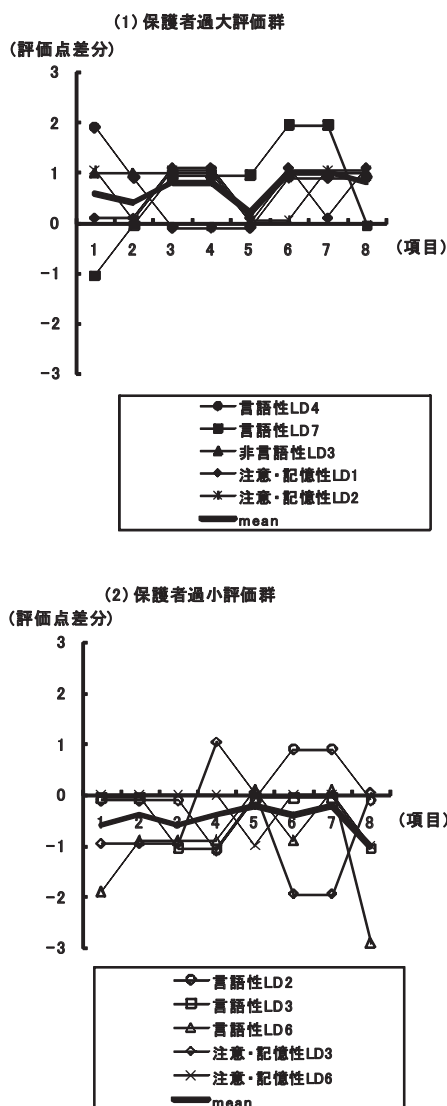 (1) 保護者過大評価群
(評価点差分)
3
2
1
0
-1
-2
-3
1 2 3 4 5 6 7 8 (項目)
言語性LD4
言語性LD7
非言語性LD3
注意・記憶性LD1
注意・記憶性LD2
mean
(2) 保護者過小評価群
(評価点差分)
3
2
1
0
-1
-2
-3
1 2 3 4 5 6 7 8 (項目)
言語性LD2
言語性LD3
言語性LD6
注意・記憶性LD3
注意・記憶性LD6
mean